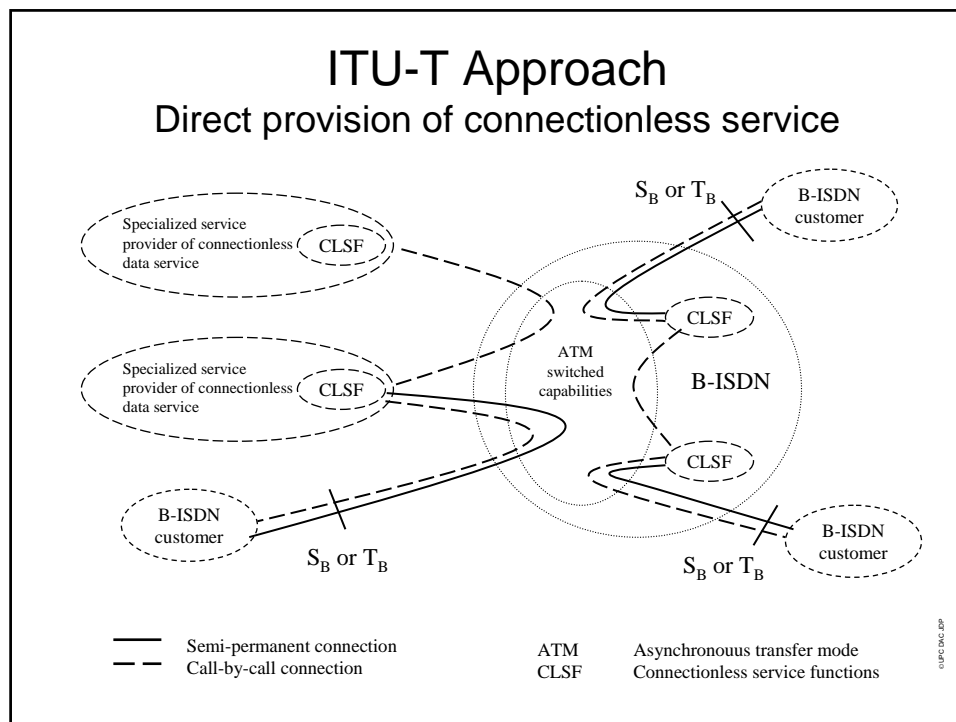 ITU-T Approach
Direct provision of connectionless service
Specialized service
provider of connectionless
data service
CLSF
SB or TB
B-ISDN
customer
CLSF
ATM
switched
capabilities
B-ISDN
Specialized service
provider of connectionless
data service
CLSF
CLSF
B-ISDN
customer
SB or TB
SB or TB
B-ISDN
customer
Semi-permanent connection
Call-by-call connection
ATM Asynchronouus transfer mode
CLSF Connectionless service functions
©UPC DAC JDP